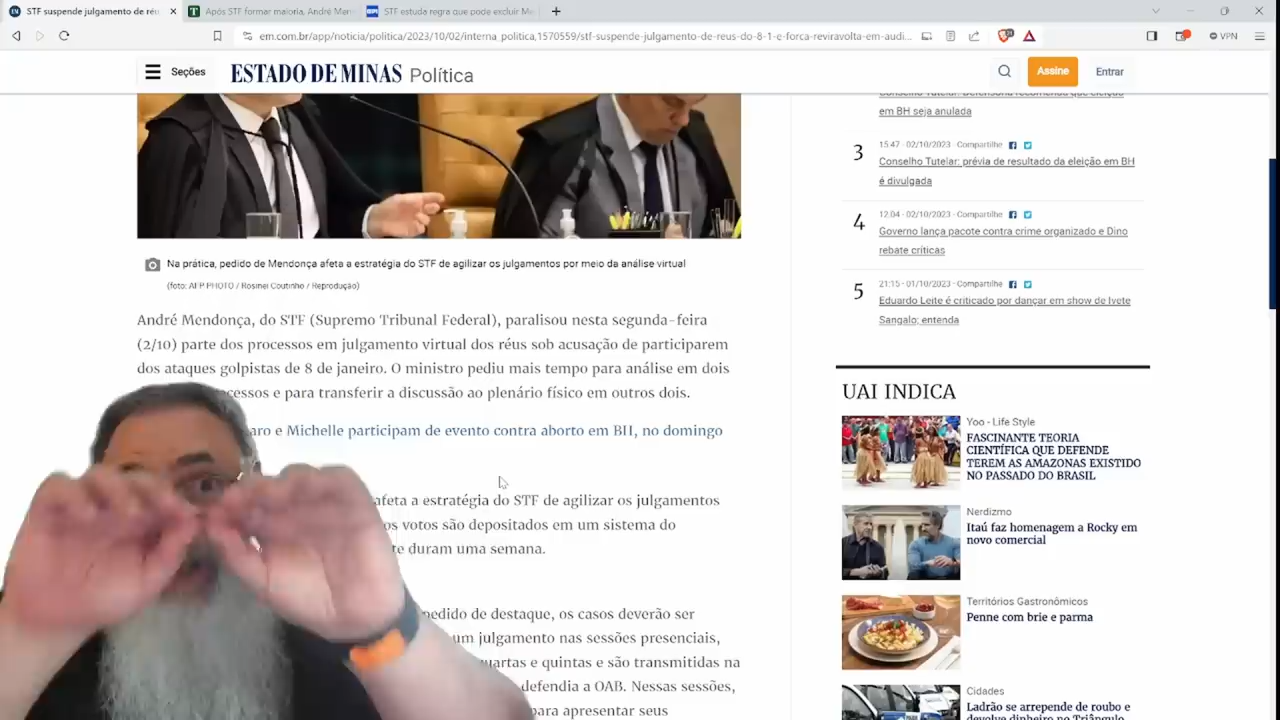 STF suspende julgamento de réu
Após STF formar maioria, André Men
STF estuda regra que pode excluir Me
em.com.br/app/noticia/politica/2023/10/02/interna_politica,1570559/stf-suspende-julgamento-de-reus-do-8-1-e-forca-reviravolta-em-audi...
VPN
Seções
ESTADO DE MINAS Política
Assine
Entrar
Conselho Tutelar: Defensoria recomenda que eleição
em BH seja anulada
3
15:47 - 02/10/2023 - Compartilhe
Conselho Tutelar: prévia de resultado da eleição em BH
é divulgada
4
12:04 - 02/10/2023 - Compartilhe
Governo lança pacote contra crime organizado e Dino
rebate críticas
5
21:15 - 01/10/2023 - Compartilhe
Eduardo Leite é criticado por dançar em show de Ivete
Sangalo; entenda
Na prática, pedido de Mendonça afeta a estratégia do STF de agilizar os julgamentos por meio da análise virtual
(foto: AFP PHOTO / Rosinei Coutinho / Reprodução)
André Mendonça, do STF (Supremo Tribunal Federal), paralisou nesta segunda-feira
(2/10) parte dos processos em julgamento virtual dos réus sob acusação de participarem
dos ataques golpistas de 8 de janeiro. O ministro pediu mais tempo para análise em dois
cessos e para transferir a discussão ao plenário físico em outros dois.
aro e Michelle participam de evento contra aborto em BH, no domingo
afeta a estratégia do STF de agilizar os julgamentos
os votos são depositados em um sistema do
te duram uma semana.
pedido de destaque, os casos deverão ser
um julgamento nas sessões presenciais,
uartas e quintas e são transmitidas na
defendia a OAB. Nessas sessões,
para apresentar seus
UAI INDICA
Yoo - Life Style
FASCINANTE TEORIA
CIENTÍFICA QUE DEFENDE
TEREM AS AMAZONAS EXISTIDO
NO PASSADO DO BRASIL
Nerdizmo
Itaú faz homenagem a Rocky em
novo comercial
Territórios Gastronômicos
Penne com brie e parma
Cidades
Ladrão se arrepende de roubo e
devolve dinheiro no Triângulo